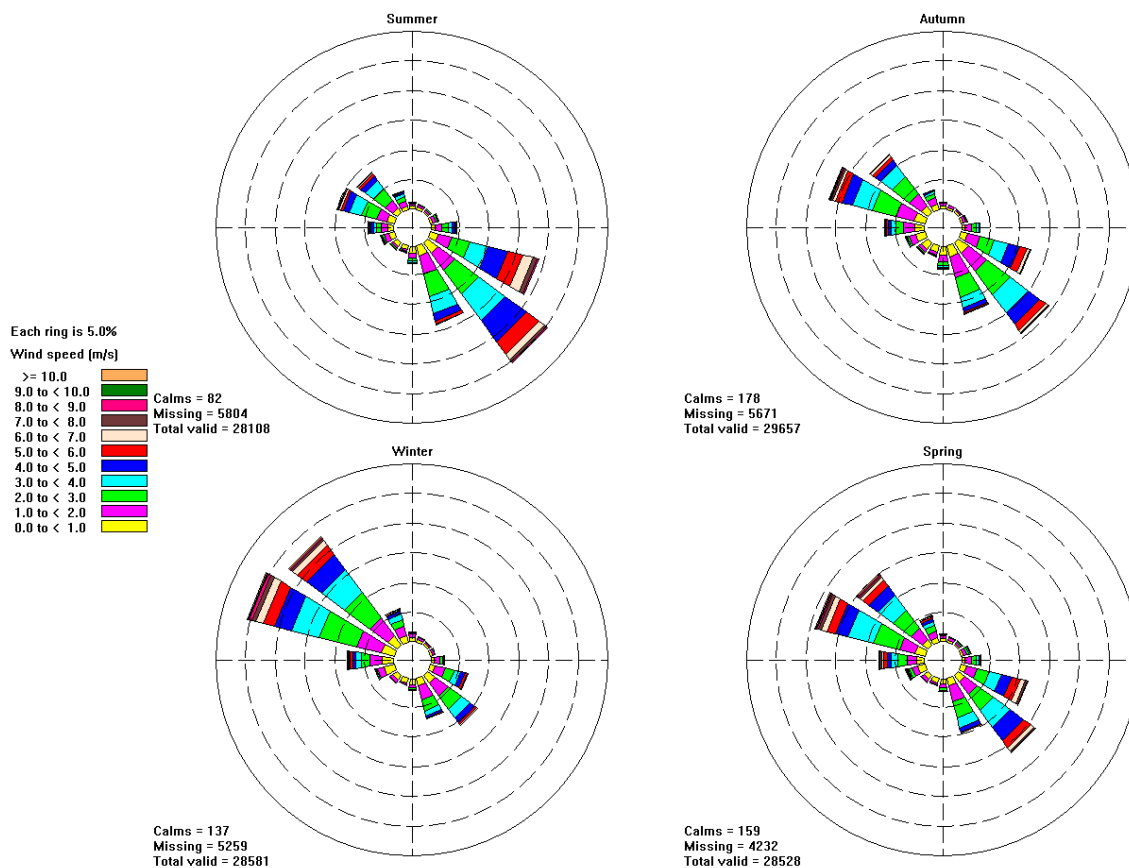 Summer
Autumn
Each ring is 5.0%
Wind speed (m/s)
>= 10.0
9.0 to < 10.0
8.0 to < 9.0
7.0 to < 8.0
6.0 to < 7.0
5.0 to < 6.0
4.0 to < 5.0
3.0 to < 4.0
2.0 to < 3.0
1.0 to < 2.0
0.0 to < 1.0
Calms = 82
Missing = 5804
Total valid = 28108
Calms = 178
Missing = 5671
Total valid = 29657
Winter
Spring
Calms = 137
Missing = 5259
Total valid = 28581
Calms = 159
Missing = 4232
Total valid = 28528